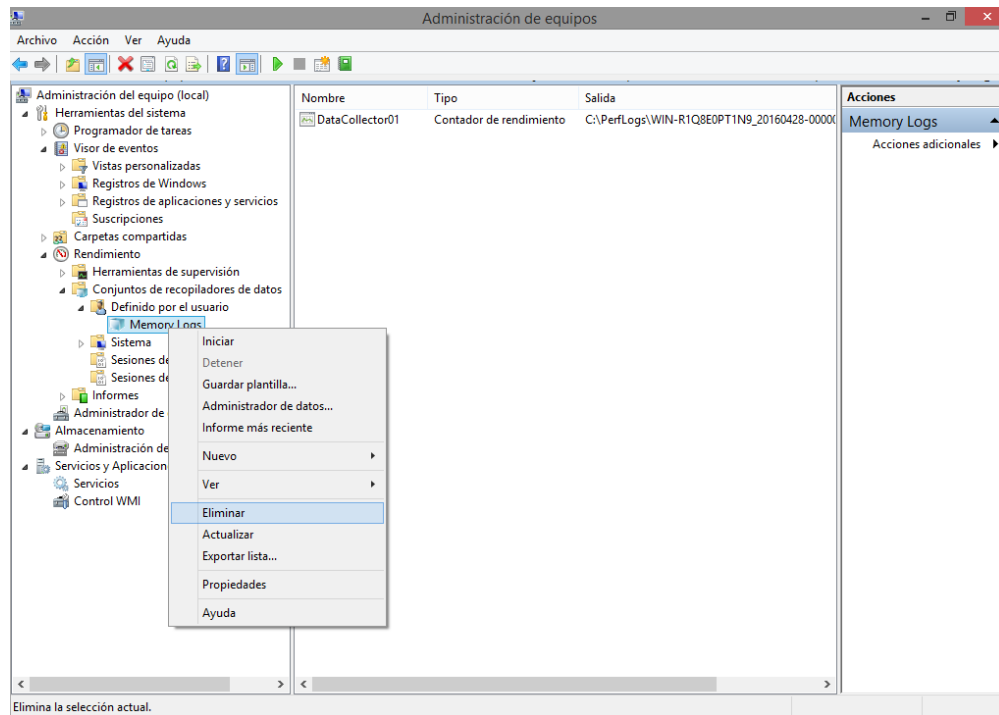 Administración de equipos
Archivo Acción Ver Ayuda
Administración del equipo (local)
Herramientas del sistema
Programador de tareas
Visor de eventos
Vistas personalizadas
Registros de Windows
Registros de aplicaciones y servicios
Suscripciones
Carpetas compartidas
Rendimiento
Herramientas de supervisión
Conjuntos de recopiladores de datos
Definido por el usuario
Memory Logs
Sistema
Sesiones de
Sesiones de
Informes
Administrador de
Almacenamiento
Administración de
Servicios y Aplicacion
Servicios
Control WMI
Iniciar
Detener
Guardar plantilla...
Administrador de datos...
Informe más reciente
Nuevo
Ver
Eliminar
Actualizar
Exportar lista...
Propiedades
Ayuda
Nombre Tipo Salida
DataCollector01 Contador de rendimiento C:\PerfLogs\WIN-R1Q8E0PT1N9_20160428-0000
Acciones
Memory Logs
Acciones adicionales
Elimina la selección actual.